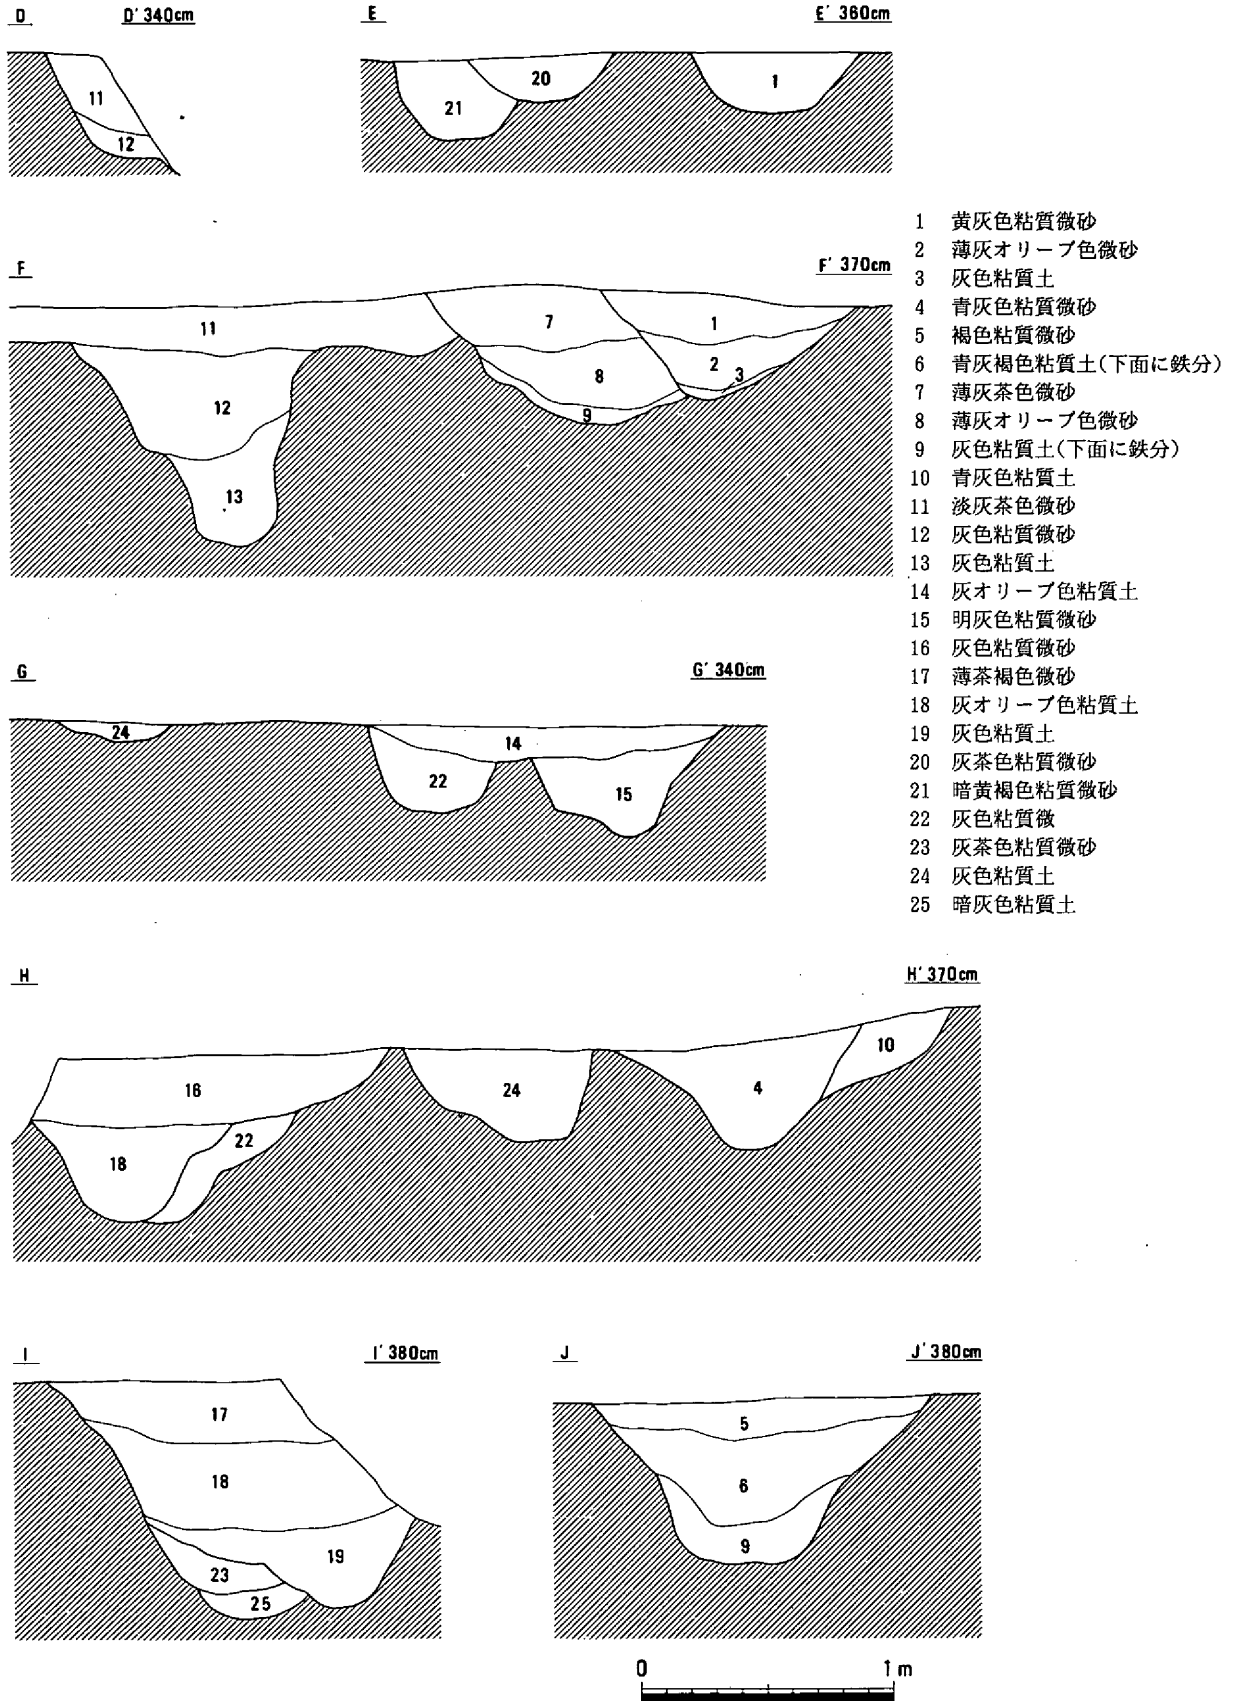 D D′ 340cm
E E′ 360cm
11
12
21
20
1
F F′ 370cm
11
12
13
7
8
9
1
2
3
1 黄灰色粘質微砂
2 薄灰オリーブ色微砂
3 灰色粘質土
4 青灰色粘質微砂
5 褐色粘質微砂
6 青灰褐色粘質土(下面に鉄分)
7 薄灰茶色微砂
8 薄灰オリーブ色微砂
9 灰色粘質土(下面に鉄分)
10 青灰色粘質土
11 淡灰茶色微砂
12 灰色粘質微砂
13 灰色粘質土
14 灰オリーブ色粘質土
15 明灰色粘質微砂
16 灰色粘質微砂
17 薄茶褐色微砂
18 灰オリーブ色粘質土
19 灰色粘質土
20 灰茶色粘質微砂
21 暗黄褐色粘質微砂
22 灰色粘質微
23 灰茶色粘質微砂
24 灰色粘質土
25 暗灰色粘質土
G G′ 340cm
24
14
22
15
H H′ 370cm
16
18
22
24
4
10
I I′ 380cm
17
18
19
23
25
J J′ 380cm
5
6
9
0 1m